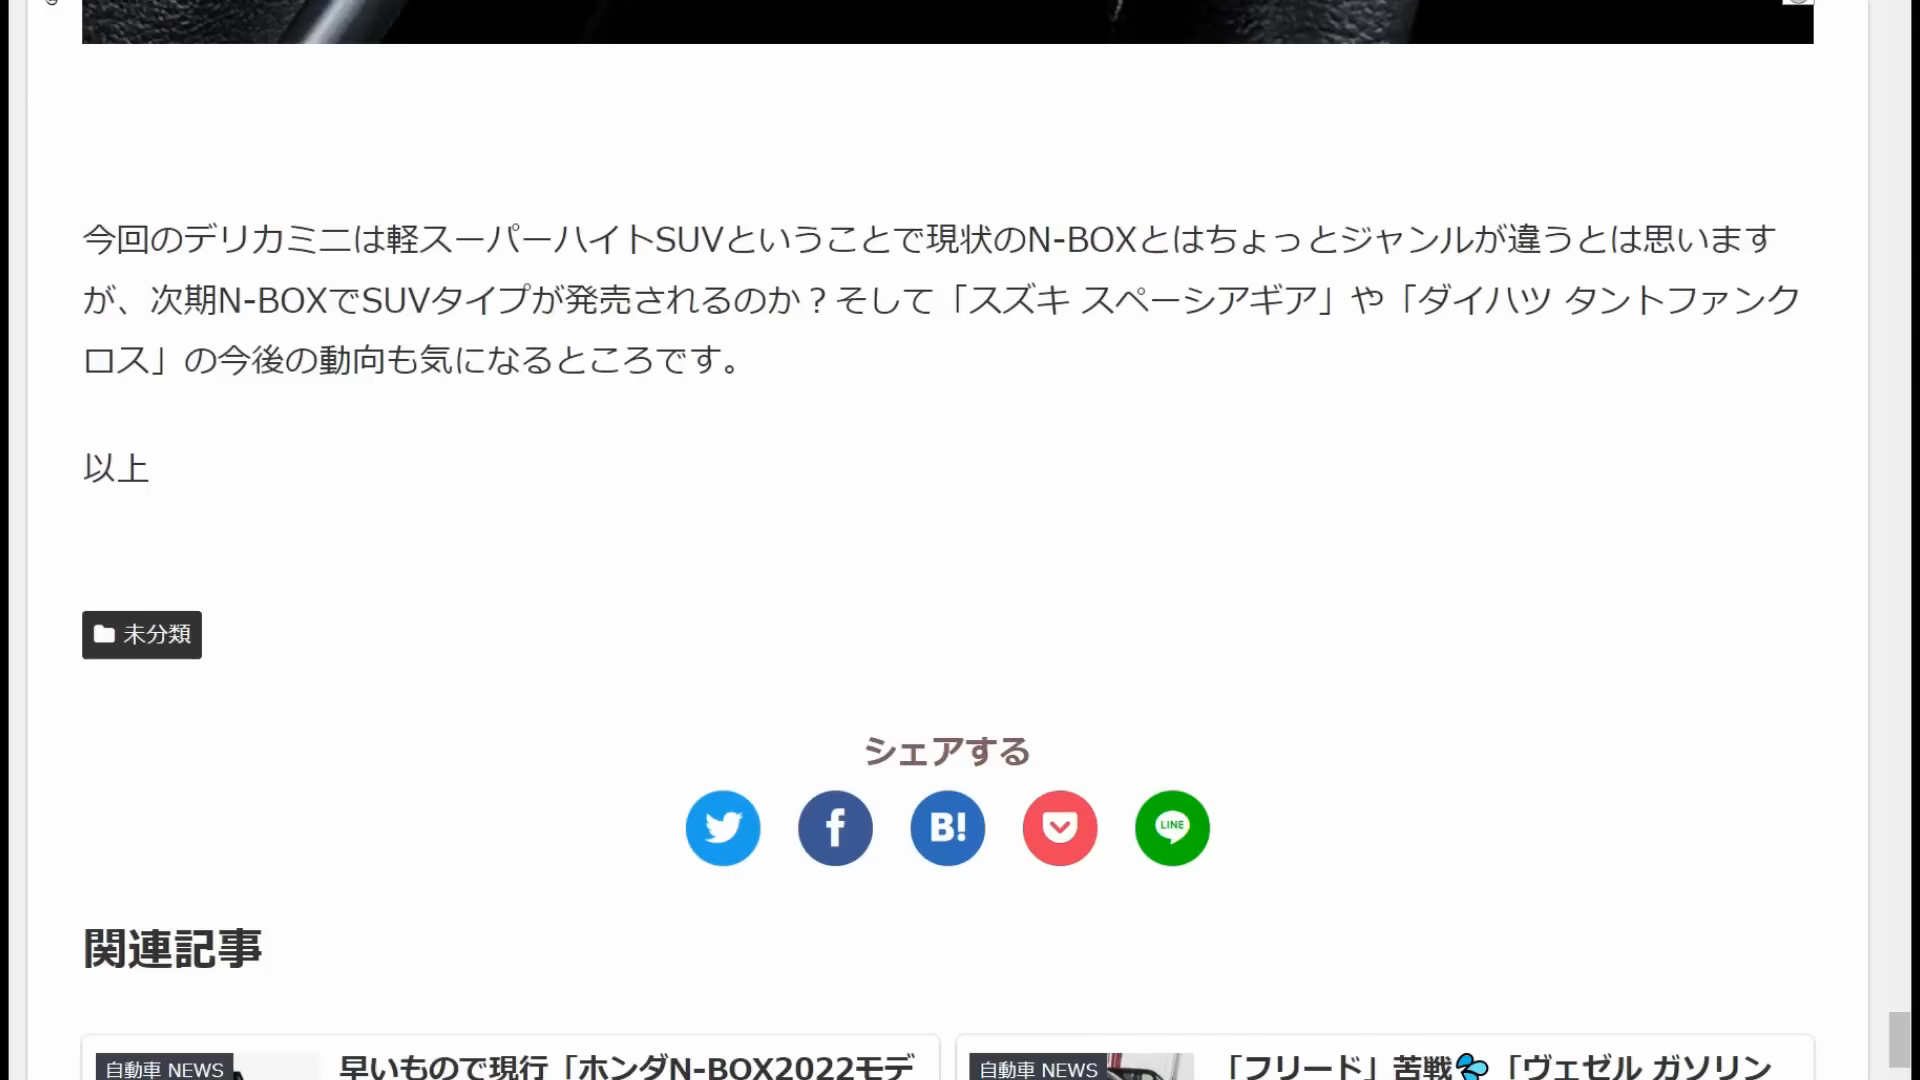 今回のデリカミニは軽スーパーハイトSUVということで現状のN-BOXとはちょっとジャンルが違うとは思います
が、次期N-BOXでSUVタイプが発売されるのか？そして「スズキ スペーシアギア」や「ダイハツ タントファンク
ロス」の今後の動向も気になるところです。
以上
未分類
シェアする
B!
LINE
関連記事
自動車 NEWS
早いもので現行「ホンダN-BOX2022モデ
自動車 NEWS
「フリード」苦戦💦「ヴェゼル ガソリン